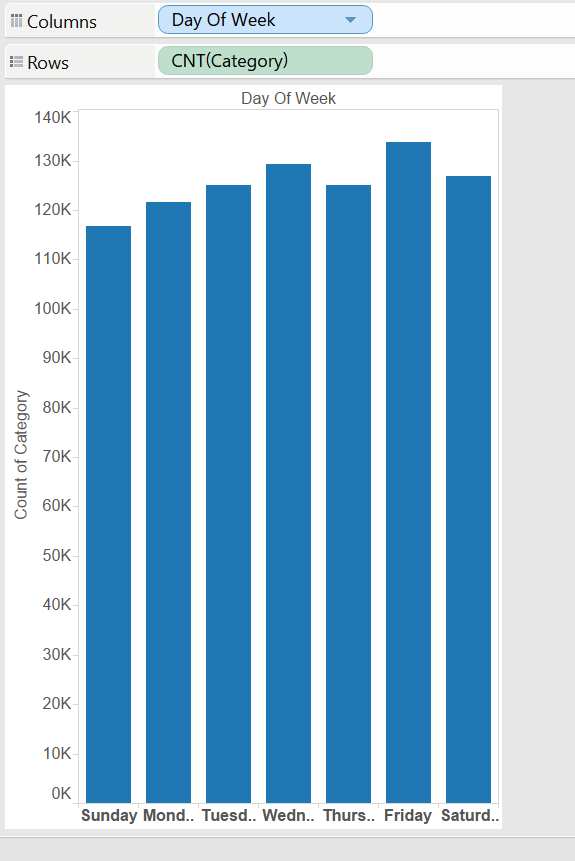 Columns
Day Of Week
Rows
CNT(Category)
Day Of Week
140K
130K
120K
110K
100K
90K
80K
70K
60K
50K
40K
30K
20K
10K
0K
Count of Category
Sunday Mond.. Tuesd.. Wedn.. Thurs.. Friday Saturd..